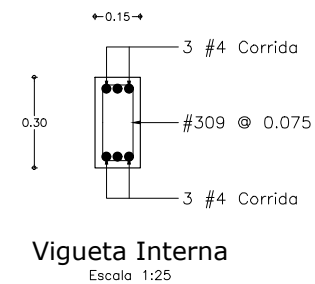 0.15
3 #4 Corrida
0.30
#309 @ 0.075
3 #4 Corrida
Vigueta Interna
Escala 1:25